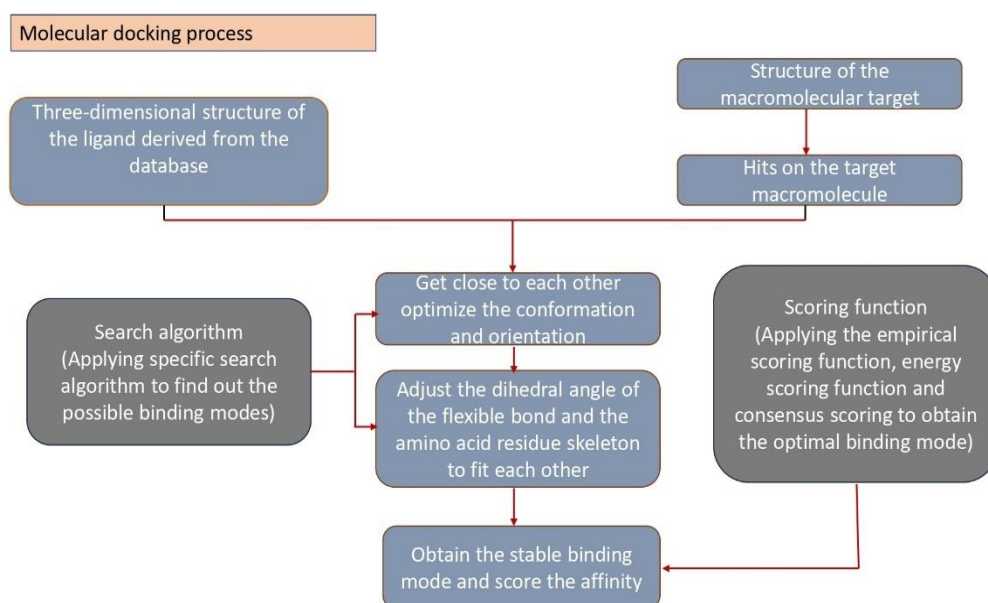 Molecular docking process
Three-dimensional structure of
the ligand derived from the
database
Structure of the
macromolecular target
Hits on the target
macromolecule
Get close to each other
optimize the conformation
and orientation
Search algorithm
(Applying specific search
algorithm to find out the
possible binding modes)
Adjust the dihedral angle of
the flexible bond and the
amino acid residue skeleton
to fit each other
Scoring function
(Applying the empirical
scoring function, energy
scoring function and
consensus scoring to obtain
the optimal binding mode)
Obtain the stable binding
mode and score the affinity